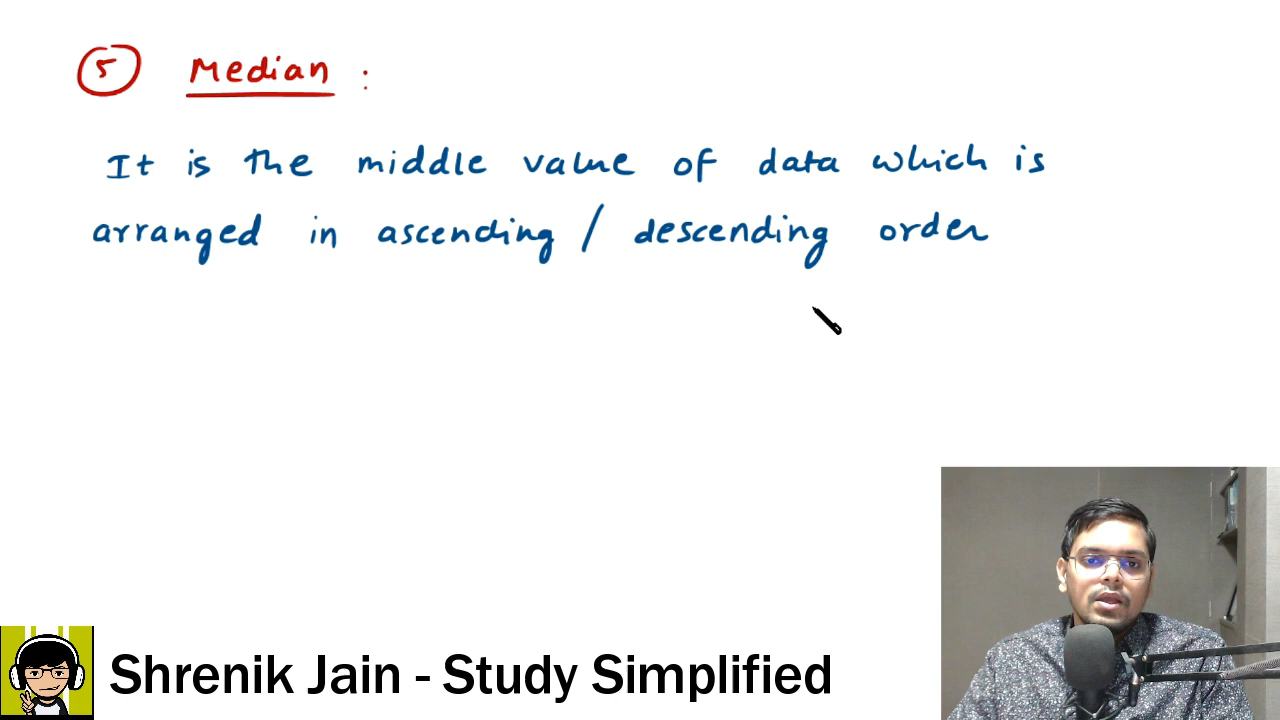 5 Median :
It is the middle value of data which is
arranged in ascending / descending order
Shrenik Jain - Study Simplified